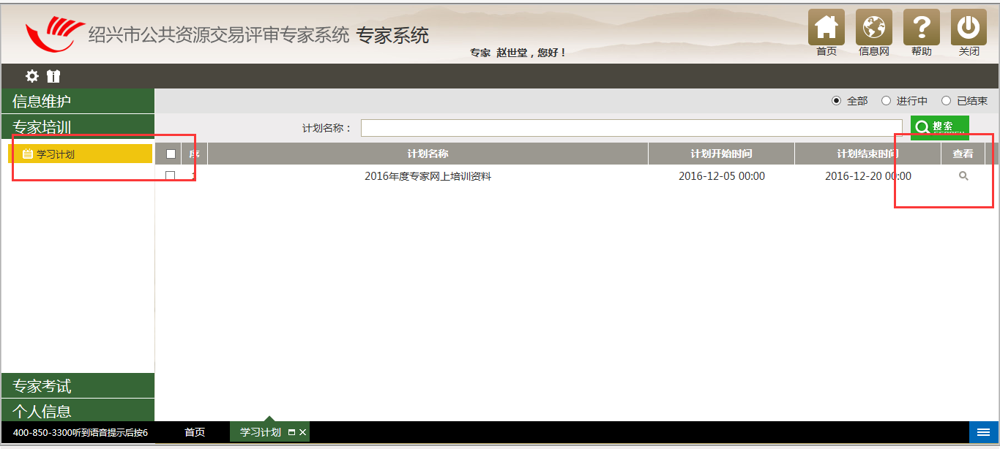 绍兴市公共资源交易评审专家系统 专家系统
专家 赵世堂，您好！
首页 信息网 帮助 关闭
信息维护
全部 进行中 已结束
专家培训
计划名称： 搜索
学习计划
序 计划名称 计划开始时间 计划结束时间 查看
1 2016年度专家网上培训资料 2016-12-05 00:00 2016-12-20 00:00
专家考试
个人信息
400-850-3300听到语音提示后按6 首页 学习计划